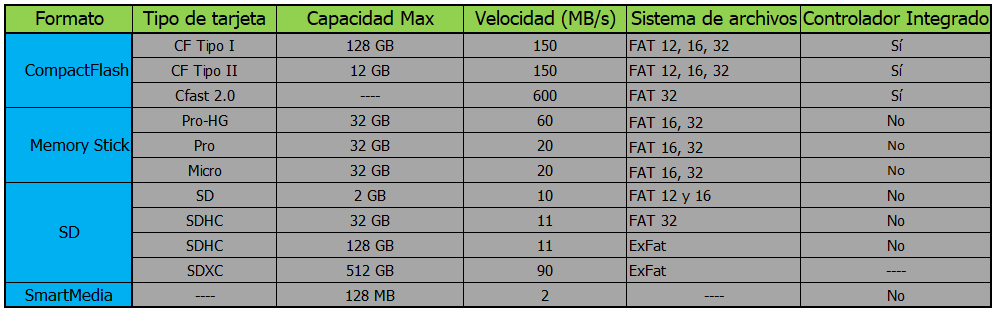 Formato Tipo de tarjeta Capacidad Max Velocidad (MB/s) Sistema de archivos Controlador Integrado
CF Tipo I 128 GB 150 FAT 12, 16, 32 Sí
CompactFlash CF Tipo II 12 GB 150 FAT 12, 16, 32 Sí
Cfast 2.0 ---- 600 FAT 32 Sí
Pro-HG 32 GB 60 FAT 16, 32 No
Memory Stick Pro 32 GB 20 FAT 16, 32 No
Micro 32 GB 20 FAT 16, 32 No
SD 2 GB 10 FAT 12 y 16 No
SDHC 32 GB 11 FAT 32 No
SD
SDHC 128 GB 11 ExFat No
SDXC 512 GB 90 ExFat ----
SmartMedia ---- 128 MB 2 ---- No